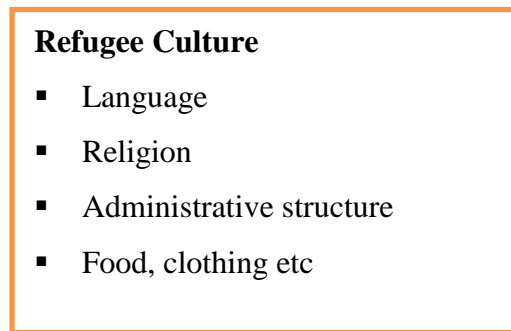 Refugee Culture
▪ Language
▪ Religion
▪ Administrative structure
▪ Food, clothing etc